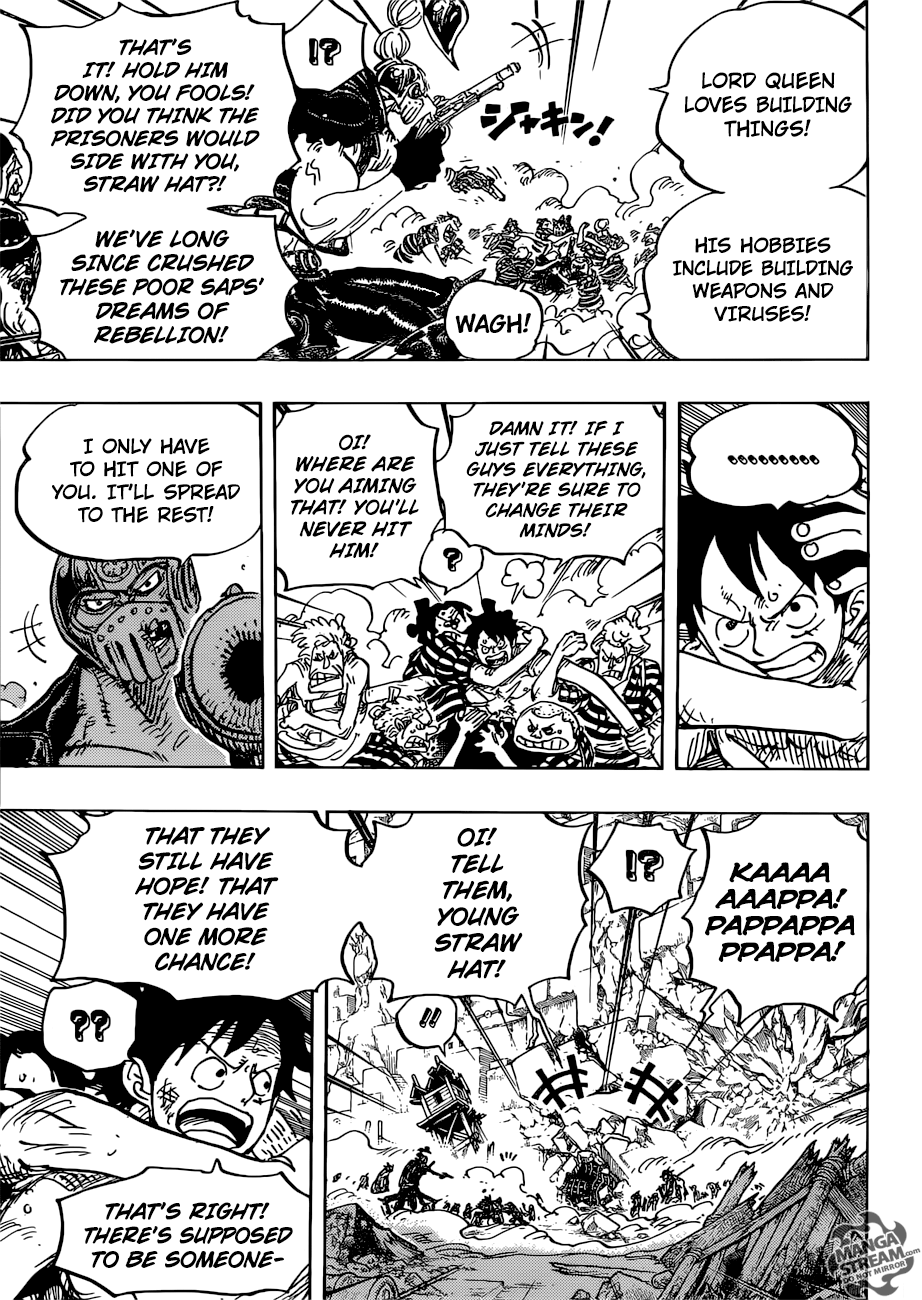 LORD QUEEN
LOVES BUILDING
THINGS!
HIS HOBBIES
INCLUDE BUILDING
WEAPONS AND
VIRUSES!
ジャキン!
!?
WAGH!
THAT'S
IT! HOLD HIM
DOWN, YOU FOOLS!
DID YOU THINK THE
PRISONERS WOULD
SIDE WITH YOU,
STRAW HAT?!
WE'VE LONG
SINCE CRUSHED
THESE POOR SAPS'
DREAMS OF
REBELLION!
..........
DAMN IT! IF I
JUST TELL THESE
GUYS EVERYTHING,
THEY'RE SURE TO
CHANGE THEIR
MINDS!
?
OI!
WHERE ARE
YOU AIMING
THAT! YOU'LL
NEVER HIT
HIM!
I ONLY HAVE
TO HIT ONE OF
YOU. IT'LL SPREAD
TO THE REST!
KAAAA
AAAPPA!
PAPPAPPA
PPAPPA!
!?
OI!
TELL
THEM,
YOUNG
STRAW
HAT!
!!
THAT THEY
STILL HAVE
HOPE! THAT
THEY HAVE
ONE MORE
CHANCE!
??
THAT'S RIGHT!
THERE'S SUPPOSED
TO BE SOMEONE-
MANGA
STREAM.com
DO NOT MIRROR